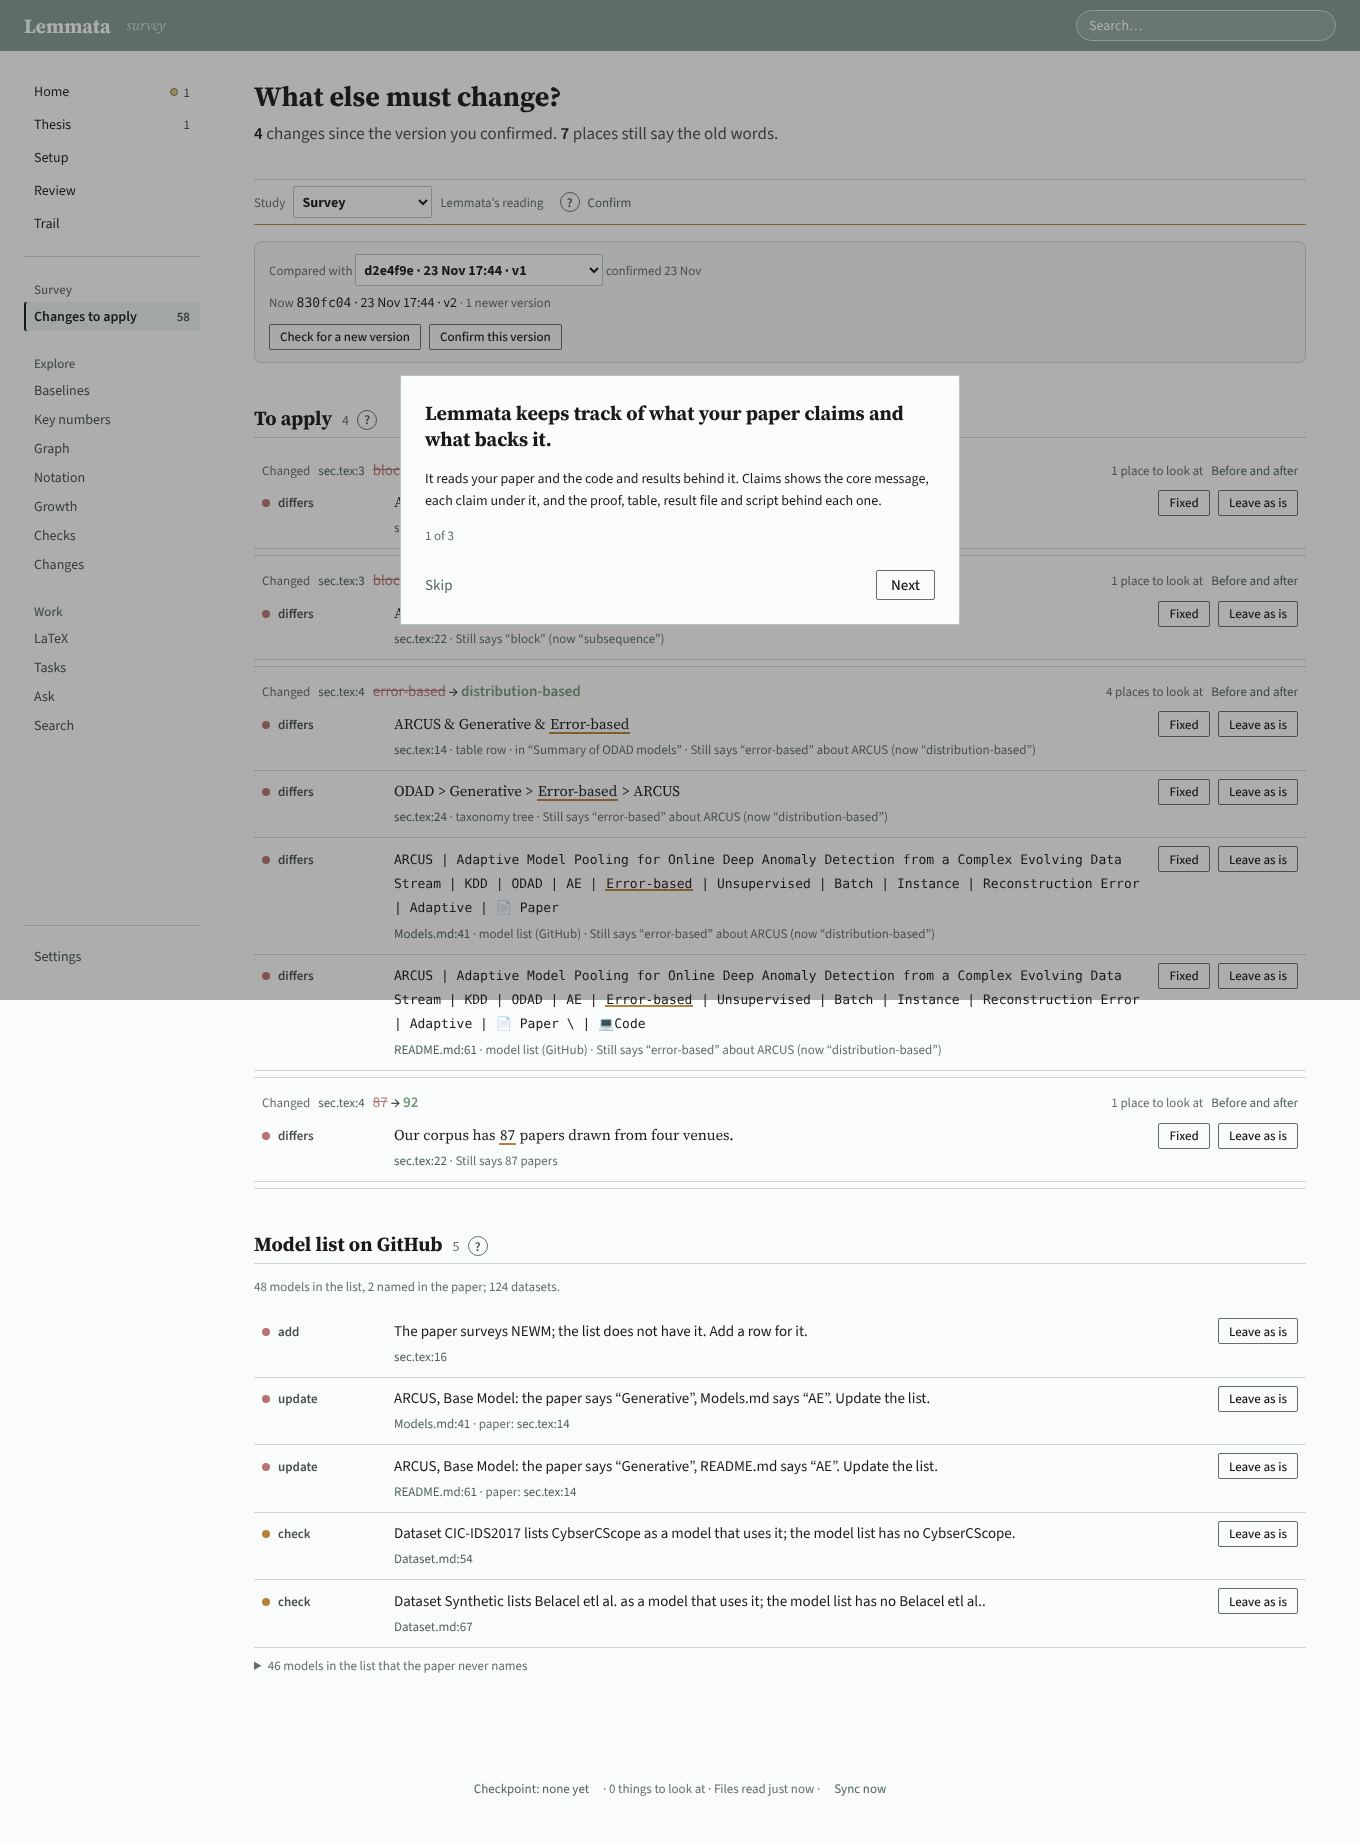 Lemmata survey
Search…
Home 1
Thesis 1
Setup
Review
Trail
Survey
Changes to apply 58
Explore
Baselines
Key numbers
Graph
Notation
Growth
Checks
Changes
Work
LaTeX
Tasks
Ask
Search
Settings
What else must change?
4 changes since the version you confirmed. 7 places still say the old words.
Study Survey Lemmata’s reading ? Confirm
Compared with d2e4f9e · 23 Nov 17:44 · v1 confirmed 23 Nov
Now 830fc04 · 23 Nov 17:44 · v2 · 1 newer version
Check for a new version Confirm this version
To apply 4 ?
Lemmata keeps track of what your paper claims and
what backs it.
It reads your paper and the code and results behind it. Claims shows the core message,
each claim under it, and the proof, table, result file and script behind each one.
1 of 3
Skip Next
Changed sec.tex:3 1 place to look at Before and after
differs Fixed Leave as is
Changed sec.tex:3 1 place to look at Before and after
differs Fixed Leave as is
sec.tex:22 · Still says “block” (now “subsequence”)
Changed sec.tex:4 error-based → distribution-based 4 places to look at Before and after
differs ARCUS & Generative & Error-based Fixed Leave as is
sec.tex:14 · table row · in “Summary of ODAD models” · Still says “error-based” about ARCUS (now “distribution-based”)
differs ODAD > Generative > Error-based > ARCUS Fixed Leave as is
sec.tex:24 · taxonomy tree · Still says “error-based” about ARCUS (now “distribution-based”)
differs ARCUS | Adaptive Model Pooling for Online Deep Anomaly Detection from a Complex Evolving Data Fixed Leave as is
Stream | KDD | ODAD | AE | Error-based | Unsupervised | Batch | Instance | Reconstruction Error
| Adaptive | 📄 Paper
Models.md:41 · model list (GitHub) · Still says “error-based” about ARCUS (now “distribution-based”)
differs ARCUS | Adaptive Model Pooling for Online Deep Anomaly Detection from a Complex Evolving Data Fixed Leave as is
Stream | KDD | ODAD | AE | Error-based | Unsupervised | Batch | Instance | Reconstruction Error
| Adaptive | 📄 Paper \ | 💻Code
README.md:61 · model list (GitHub) · Still says “error-based” about ARCUS (now “distribution-based”)
Changed sec.tex:4 87 → 92 1 place to look at Before and after
differs Our corpus has 87 papers drawn from four venues. Fixed Leave as is
sec.tex:22 · Still says 87 papers
Model list on GitHub 5 ?
48 models in the list, 2 named in the paper; 124 datasets.
add The paper surveys NEWM; the list does not have it. Add a row for it. Leave as is
sec.tex:16
update ARCUS, Base Model: the paper says “Generative”, Models.md says “AE”. Update the list. Leave as is
Models.md:41 · paper: sec.tex:14
update ARCUS, Base Model: the paper says “Generative”, README.md says “AE”. Update the list. Leave as is
README.md:61 · paper: sec.tex:14
check Dataset CIC-IDS2017 lists CybserCScope as a model that uses it; the model list has no CybserCScope. Leave as is
Dataset.md:54
check Dataset Synthetic lists Belacel etl al. as a model that uses it; the model list has no Belacel etl al.. Leave as is
Dataset.md:67
46 models in the list that the paper never names
Checkpoint: none yet · 0 things to look at · Files read just now · Sync now